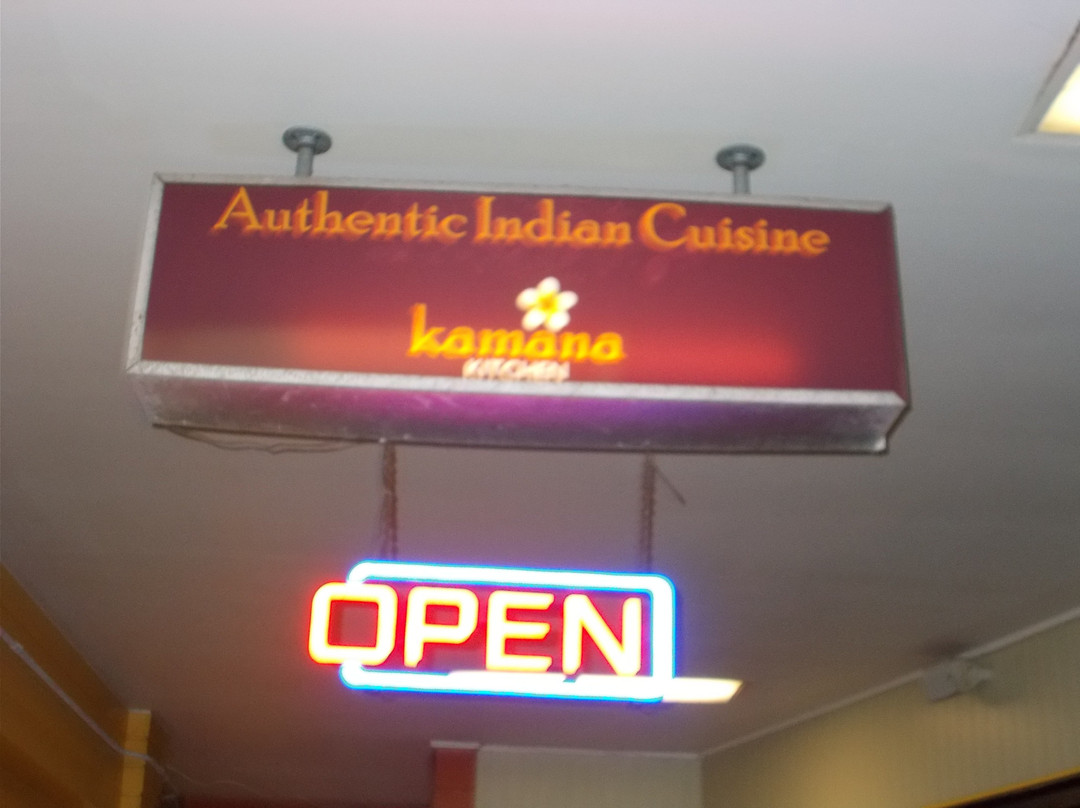 Authentic Indian Cuisine
kamana
KITCHEN
OPEN